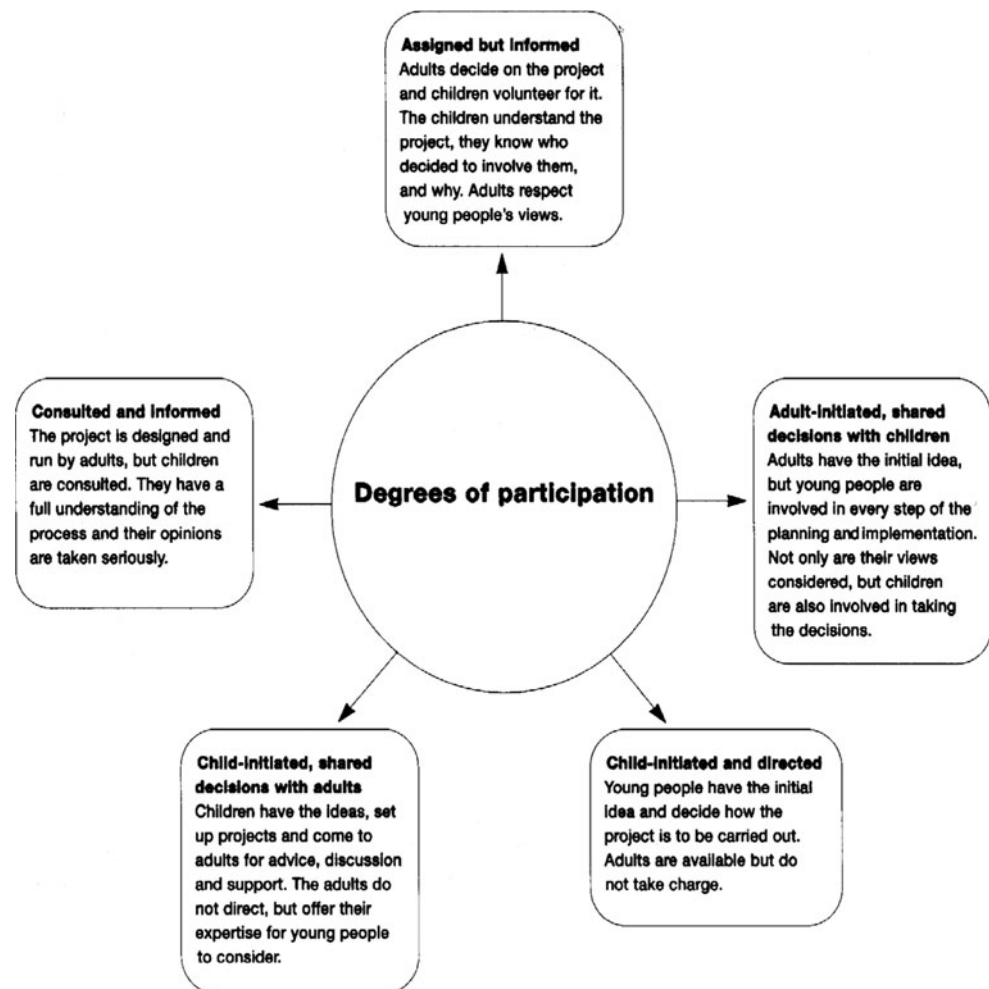 Assigned but informed
Adults decide on the project
and children volunteer for it.
The children understand the
project, they know who
decided to involve them,
and why. Adults respect
young people's views.
Consulted and informed
The project is designed and
run by adults, but children
are consulted. They have a
full understanding of the
process and their opinions
are taken seriously.
Degrees of participation
Adult-initiated, shared
decisions with children
Adults have the initial idea,
but young people are
involved in every step of the
planning and implementation.
Not only are their views
considered, but children
are also involved in taking
the decisions.
Child-initiated, shared
decisions with adults
Children have the ideas, set
up projects and come to
adults for advice, discussion
and support. The adults do
not direct, but offer their
expertise for young people
to consider.
Child-initiated and directed
Young people have the initial
idea and decide how the
project is to be carried out.
Adults are available but do
not take charge.